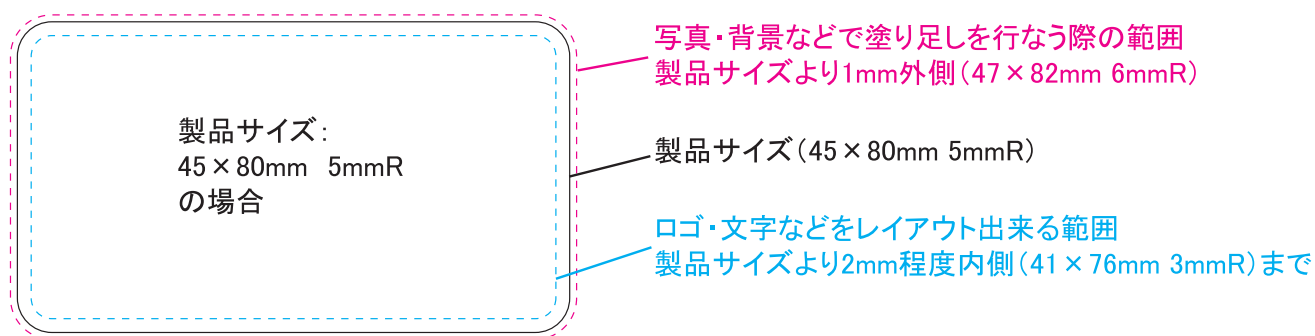 写真・背景などで塗り足しを行なう際の範囲
製品サイズより1mm外側(47×82mm 6mmR)
製品サイズ:
45×80mm 5mmR
の場合
製品サイズ(45×80mm 5mmR)
ロゴ・文字などをレイアウト出来る範囲
製品サイズより2mm程度内側(41×76mm 3mmR)まで